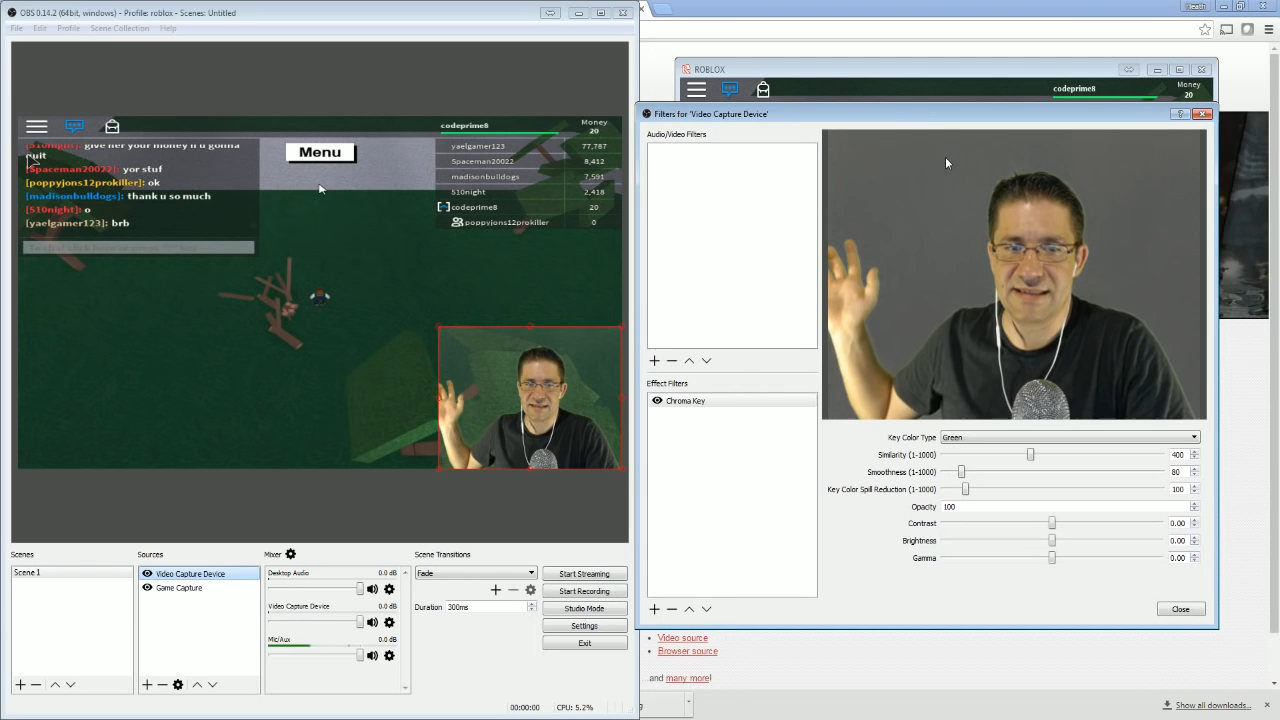 OBS 0.14.2 (64bit, windows) - Profile: roblox - Scenes: Untitled
File Edit Profile Scene Collection Help
codeprime8
Money
20
[510night]: give her your money if u gonna
quit
[Spaceman20022]: yor stuf
[poppyjons12prokiller]: ok
[madisonbulldogs]: thank u so much
[510night]: o
[yaelgamer123]: brb
Menu
yaelgamer123 77,787
Spaceman20022 8,412
madisonbulldogs 7,591
510night 2,418
codeprime8 20
poppyjons12prokiller 0
Scenes
Scene 1
Sources
Video Capture Device
Game Capture
Mixer
Desktop Audio 0.0 dB
Video Capture Device 0.0 dB
Mic/Aux 0.0 dB
Scene Transitions
Fade
Duration 300ms
Start Streaming
Start Recording
Studio Mode
Settings
Exit
00:00:00 CPU: 5.2%
ROBLOX
codeprime8
Money
20
Filters for 'Video Capture Device'
Audio/Video Filters
Effect Filters
Chroma Key
Key Color Type Green
Similarity (1-1000) 400
Smoothness (1-1000) 80
Key Color Spill Reduction (1-1000) 100
Opacity 100
Contrast 0.00
Brightness 0.00
Gamma 0.00
Close
Video source
Browser source
...and many more!
Show all downloads...